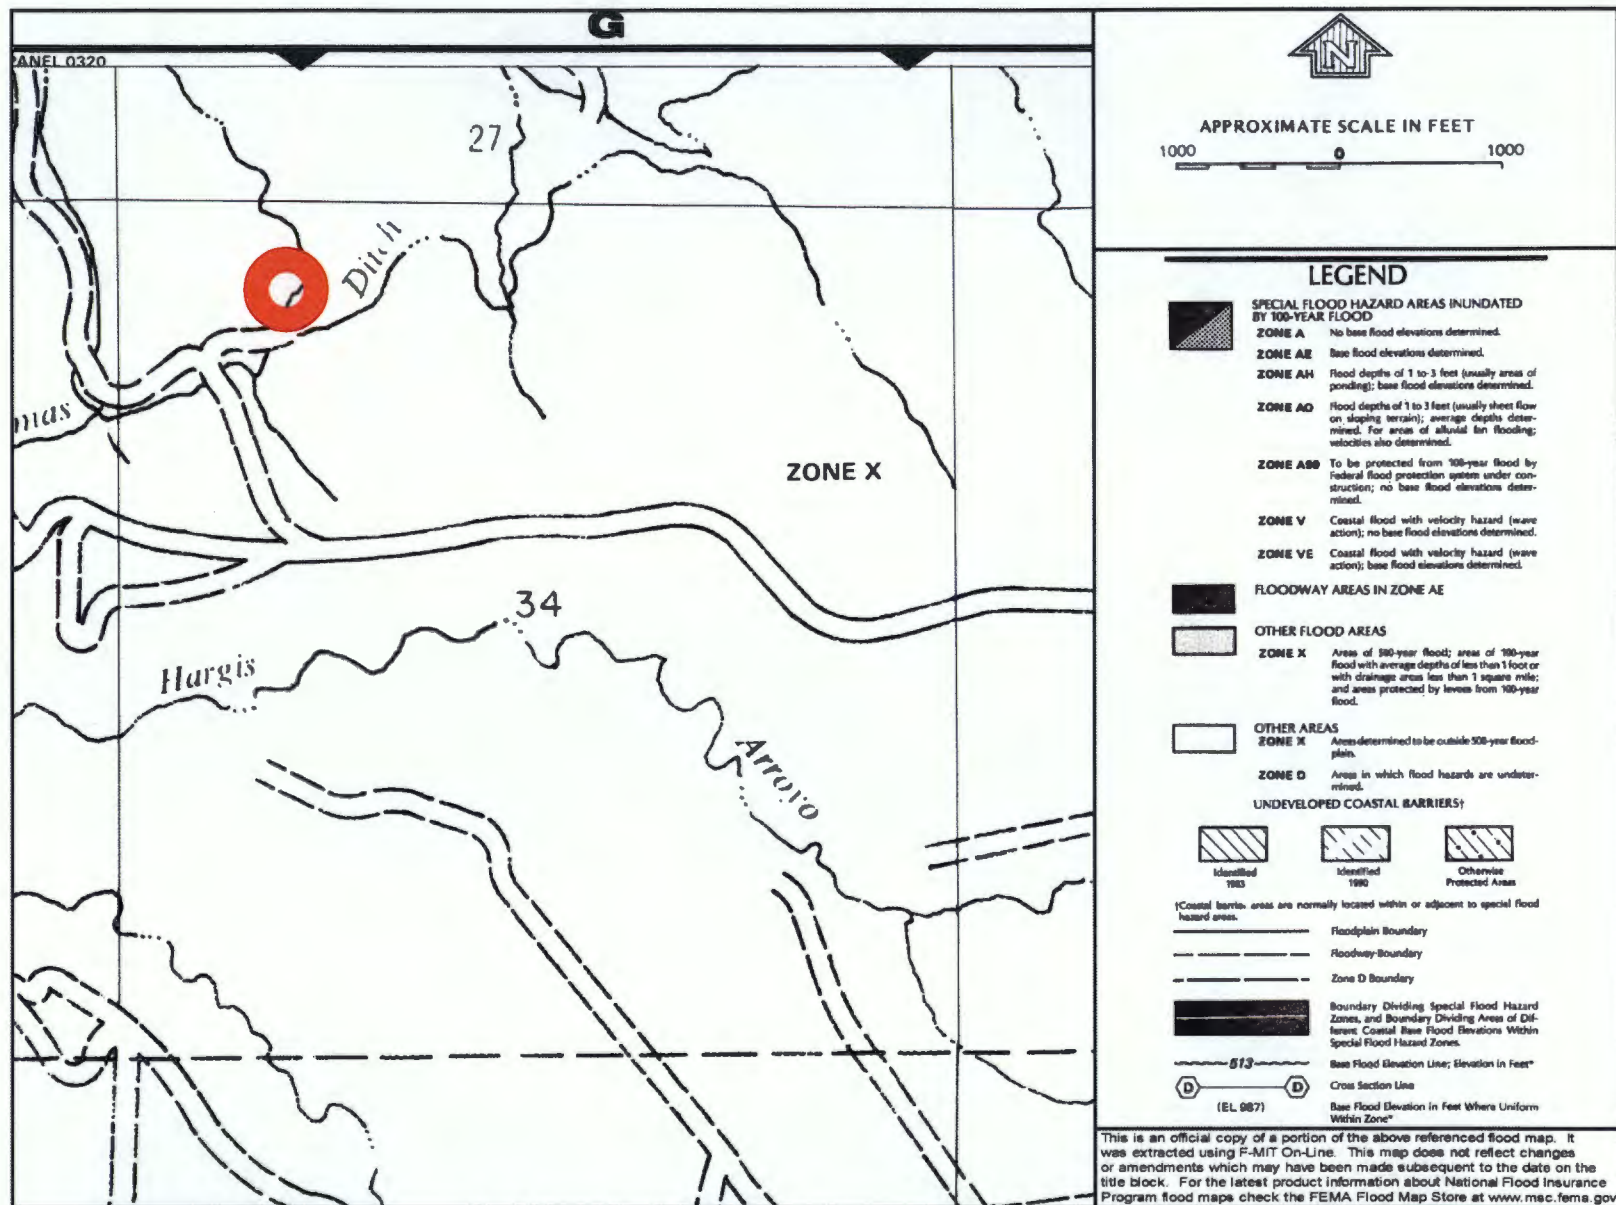 G
PANEL 0320
27
Ditch
mas
ZONE X
34
Hargis
Arroyo
N
APPROXIMATE SCALE IN FEET
1000 0 1000
LEGEND
SPECIAL FLOOD HAZARD AREAS INUNDATED
BY 100-YEAR FLOOD
ZONE A No base flood elevations determined.
ZONE AE Base flood elevations determined.
ZONE AH Flood depths of 1 to 3 feet (usually areas of
ponding); base flood elevations determined.
ZONE AO Flood depths of 1 to 3 feet (usually sheet flow
on sloping terrain); average depths deter-
mined. For areas of alluvial fan flooding;
velocities also determined.
ZONE A99 To be protected from 100-year flood by
Federal flood protection system under con-
struction; no base flood elevations deter-
mined.
ZONE V Coastal flood with velocity hazard (wave
action); no base flood elevations determined.
ZONE VE Coastal flood with velocity hazard (wave
action); base flood elevations determined.
FLOODWAY AREAS IN ZONE AE
OTHER FLOOD AREAS
ZONE X Areas of 500-year flood; areas of 100-year
flood with average depths of less than 1 foot or
with drainage areas less than 1 square mile;
and areas protected by levees from 100-year
flood.
OTHER AREAS
ZONE X Areas determined to be outside 500-year flood-
plain.
ZONE D Areas in which flood hazards are undeter-
mined.
UNDEVELOPED COASTAL BARRIERS†
Identified
1983
Identified
1990
Otherwise
Protected Areas
†Coastal barrier areas are normally located within or adjacent to special flood
hazard areas.
Floodplain Boundary
Floodway Boundary
Zone D Boundary
Boundary Dividing Special Flood Hazard
Zones, and Boundary Dividing Areas of Dif-
ferent Coastal Base Flood Elevations Within
Special Flood Hazard Zones.
513 Base Flood Elevation Line; Elevation in Feet*
D D Cross Section Line
(EL 987) Base Flood Elevation in Feet Where Uniform
Within Zone*
This is an official copy of a portion of the above referenced flood map. It
was extracted using F-MIT On-Line. This map does not reflect changes
or amendments which may have been made subsequent to the date on the
title block. For the latest product information about National Flood Insurance
Program flood maps check the FEMA Flood Map Store at www.msc.fema.gov